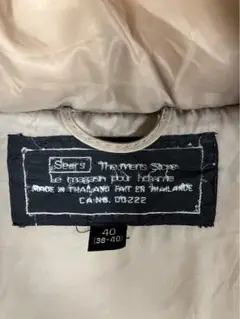 Sears The Men's Store
Le magasin pour hommes
MADE IN THAILAND FAIT EN THAILANDE
CA NO. 00222
40
(38-40)